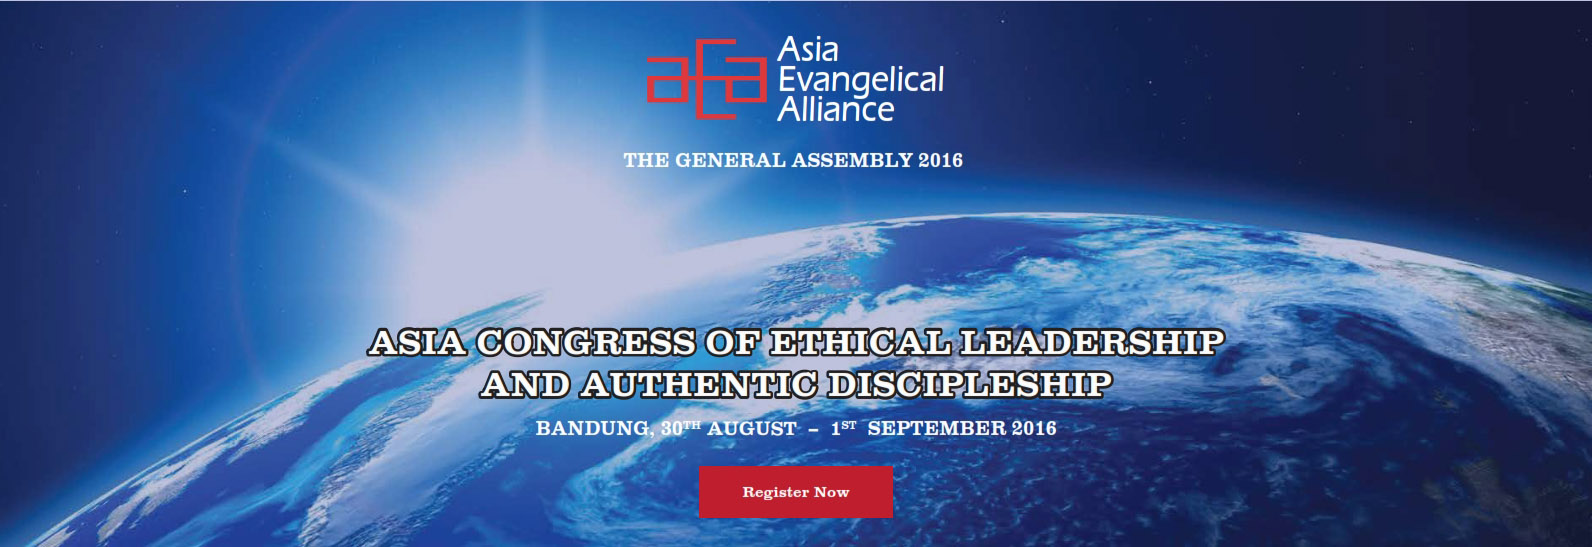 aea
Asia
Evangelical
Alliance
THE GENERAL ASSEMBLY 2016
ASIA CONGRESS OF ETHICAL LEADERSHIP
AND AUTHENTIC DISCIPLESHIP
BANDUNG, 30TH AUGUST – 1ST SEPTEMBER 2016
Register Now